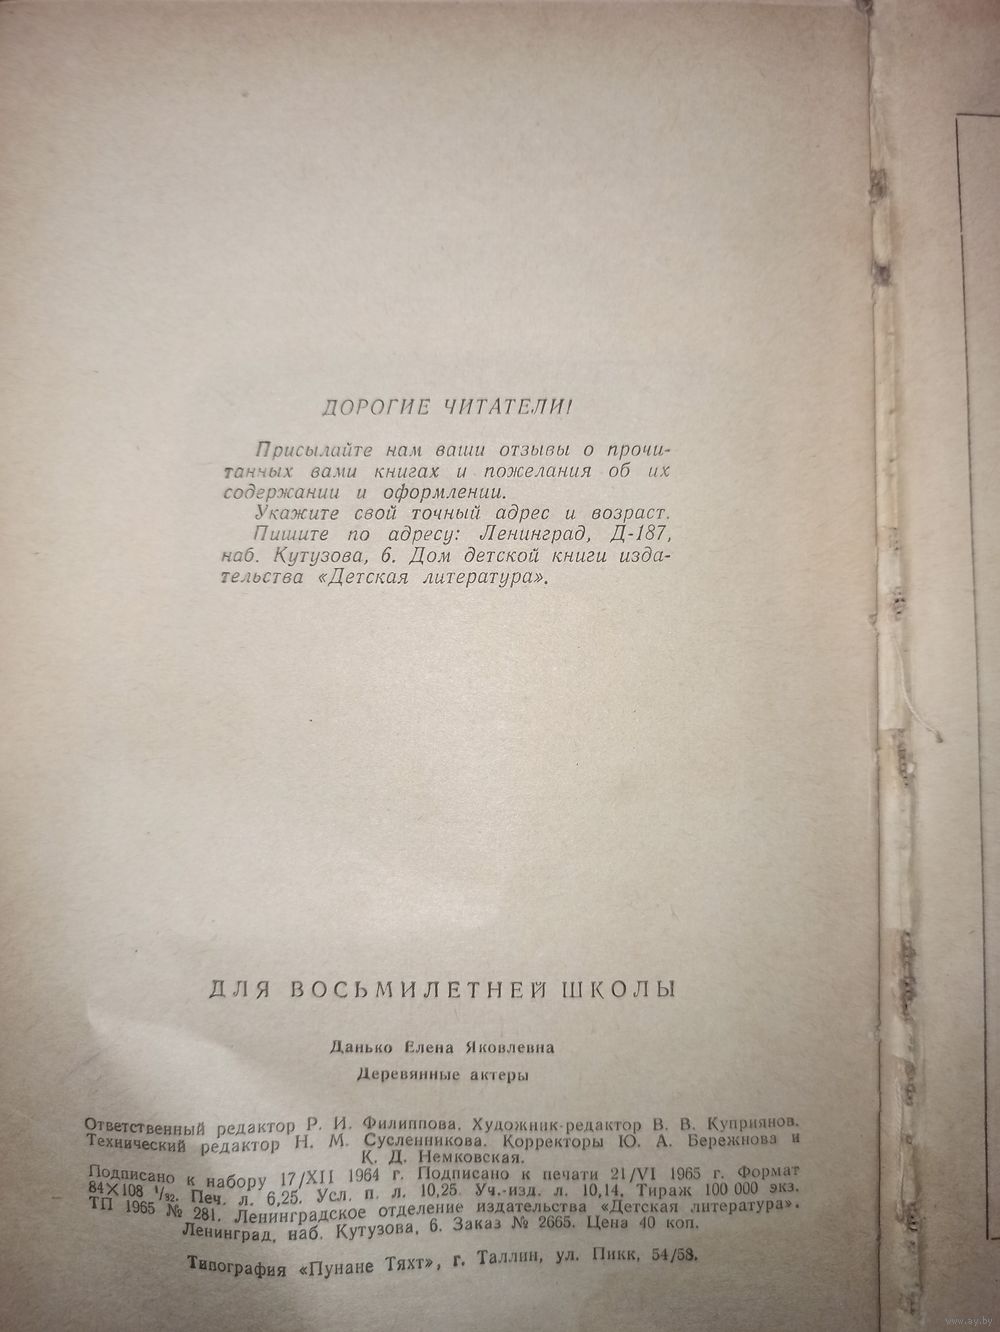 ДОРОГИЕ ЧИТАТЕЛИ!
Присылайте нам ваши отзывы о прочи-
танных вами книгах и пожелания об их
содержании и оформлении.
Укажите свой точный адрес и возраст.
Пишите по адресу: Ленинград, Д-187,
наб. Кутузова, 6. Дом детской книги изда-
тельства «Детская литература».
ДЛЯ ВОСЬМИЛЕТНЕЙ ШКОЛЫ
Данько Елена Яковлевна
Деревянные актеры
Ответственный редактор Р. И. Филиппова. Художник-редактор В. В. Куприянов.
Технический редактор Н. М. Сусленникова. Корректоры Ю. А. Бережнова и
К. Д. Немковская.
Подписано к набору 17/XII 1964 г. Подписано к печати 21/VI 1965 г. Формат
84×108 1/32. Печ. л. 6,25. Усл. п. л. 10,25. Уч.-изд. л. 10,14. Тираж 100 000 экз.
ТП 1965 № 281. Ленинградское отделение издательства «Детская литература».
Ленинград, наб. Кутузова, 6. Заказ № 2665. Цена 40 коп.
Типография «Пунане Тяхт», г. Таллин, ул. Пикк, 54/58.
www.ay.by